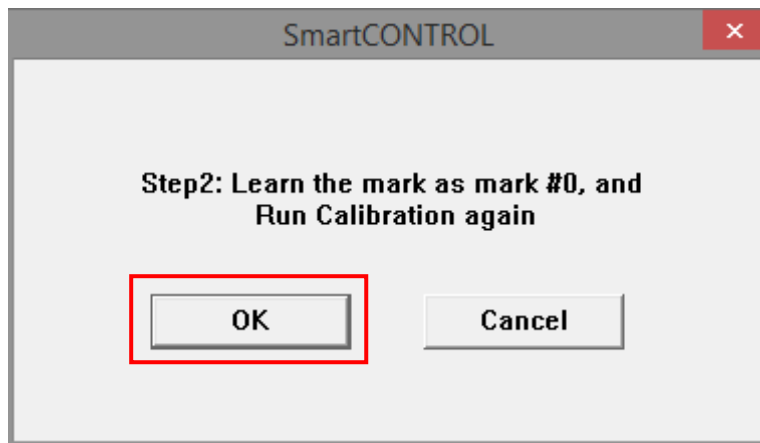 SmartCONTROL
×
Step2: Learn the mark as mark #0, and
Run Calibration again
OK
Cancel